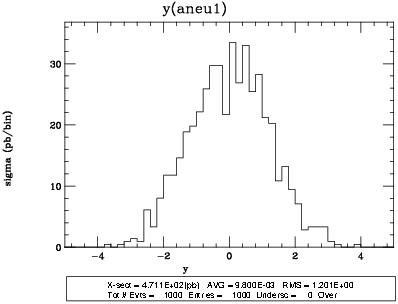 y(aneu1)
sigma (pb/bin)
30
20
10
0
−4 −2 0 2 4
y
X-sect = 4.711E+02(pb) AVG = 9.800E-03 RMS = 1.201E+00
Tot # Evts = 1000 Entries = 1000 Undersc = 0 Over